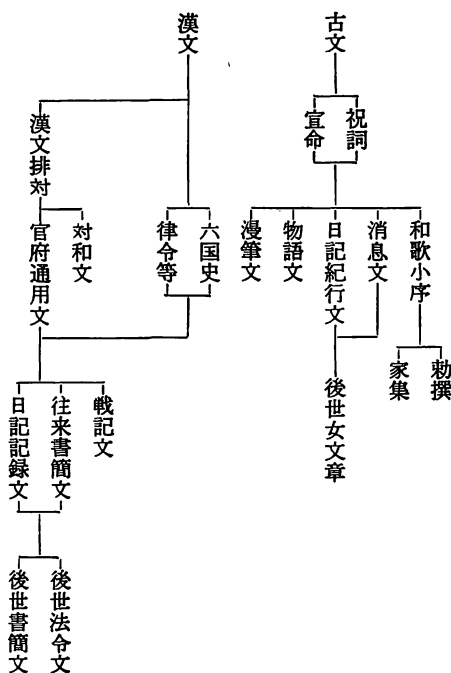 古文
祝詞
宣命
和歌小序
消息文
日記紀行文
物語文
漫筆文
勅撰
家集
後世女文章
漢文
六国史
律令等
漢文排対
対和文
官府通用文
戦記文
往来書簡文
日記記録文
後世法令文
後世書簡文